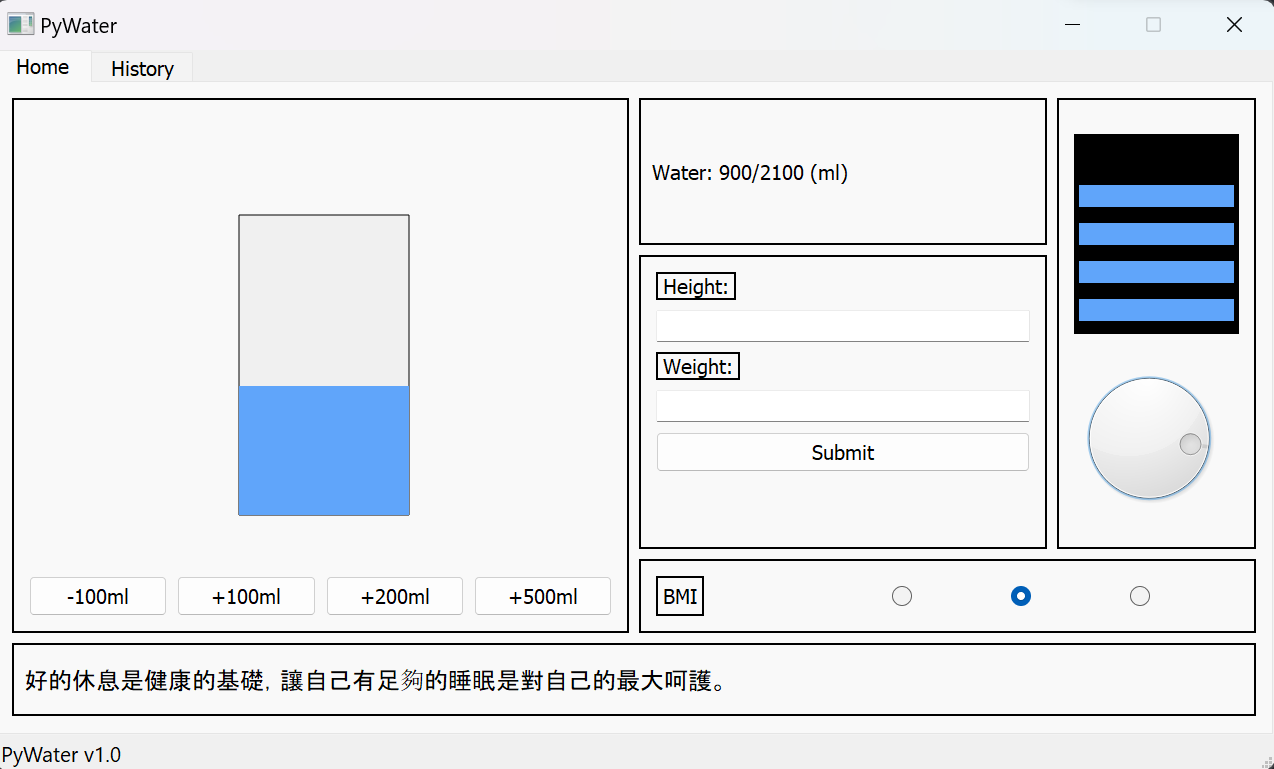 PyWater
Home
History
Water: 900/2100 (ml)
Height:
Weight:
Submit
-100ml
+100ml
+200ml
+500ml
BMI
好的休息是健康的基礎, 讓自己有足夠的睡眠是對自己的最大呵護。
PyWater v1.0